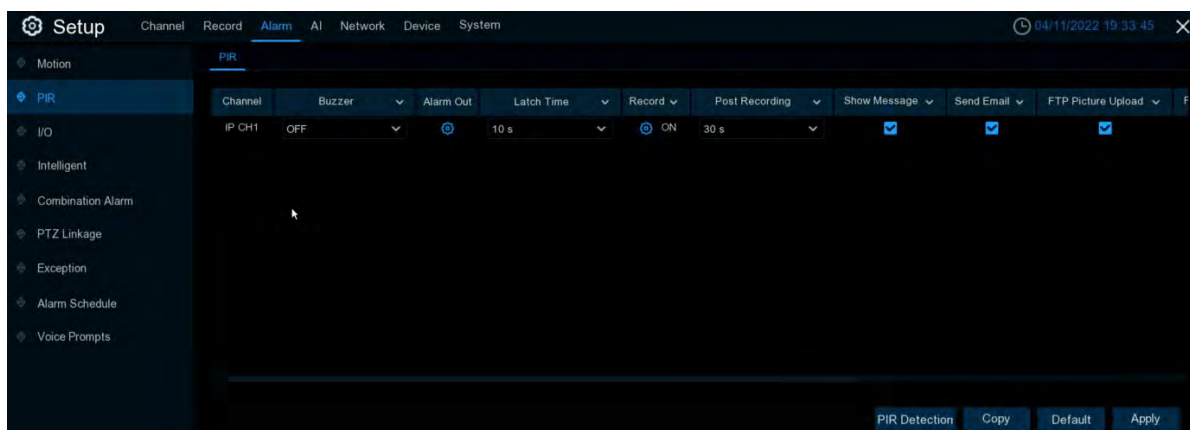 Setup Channel Record Alarm AI Network Device System 04/11/2022 19:33:45
Motion
PIR
I/O
Intelligent
Combination Alarm
PTZ Linkage
Exception
Alarm Schedule
Voice Prompts
PIR
Channel Buzzer Alarm Out Latch Time Record Post Recording Show Message Send Email FTP Picture Upload F
IP CH1 OFF 10 s ON 30 s
PIR Detection Copy Default Apply